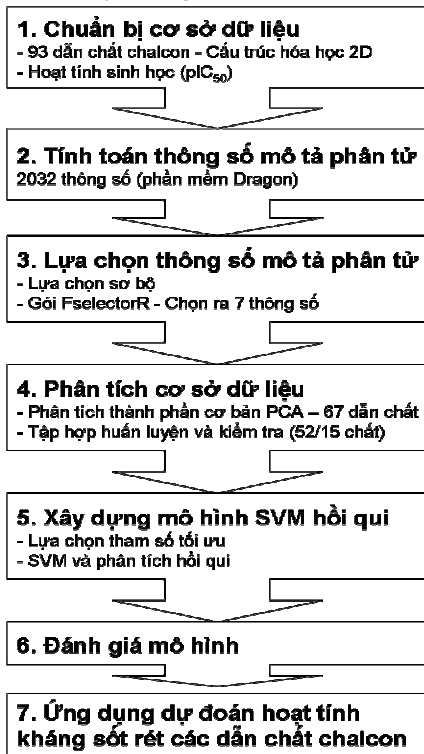 1. Chuẩn bị cơ sở dữ liệu
- 93 dẫn chất chalcon - Cấu trúc hóa học 2D
- Hoạt tính sinh học (pIC50)
2. Tính toán thông số mô tả phân tử
2032 thông số (phần mềm Dragon)
3. Lựa chọn thông số mô tả phân tử
- Lựa chọn sơ bộ
- Gói FselectorR - Chọn ra 7 thông số
4. Phân tích cơ sở dữ liệu
- Phân tích thành phần cơ bản PCA – 67 dẫn chất
- Tập hợp huấn luyện và kiểm tra (52/15 chất)
5. Xây dựng mô hình SVM hồi qui
- Lựa chọn tham số tối ưu
- SVM và phân tích hồi qui
6. Đánh giá mô hình
7. Ứng dụng dự đoán hoạt tính
kháng sốt rét các dẫn chất chalcon